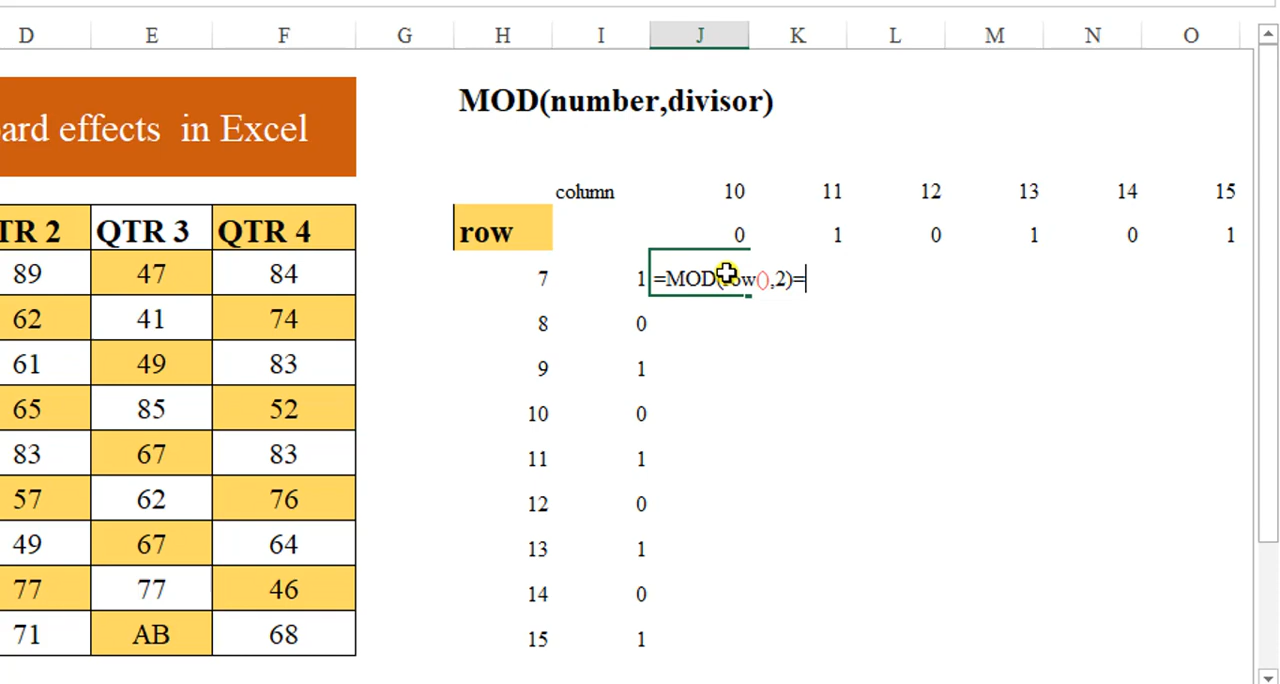 D E F G H I J K L M N O
MOD(number,divisor)
ard effects in Excel
column 10 11 12 13 14 15
TR 2 QTR 3 QTR 4 row 0 1 0 1 0 1
89 47 84 7 1 =MOD(row(),2)=
62 41 74 8 0
61 49 83 9 1
65 85 52 10 0
83 67 83 11 1
57 62 76 12 0
49 67 64 13 1
77 77 46 14 0
71 AB 68 15 1